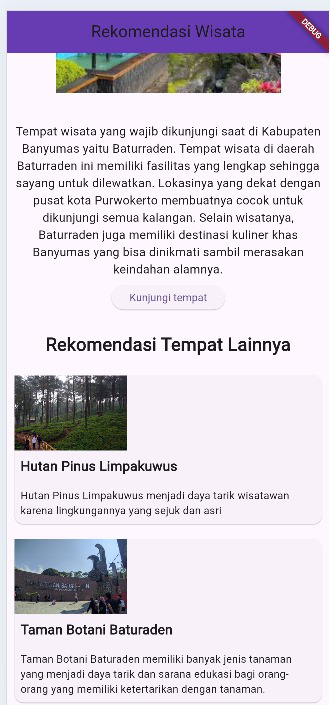 Rekomendasi Wisata
DEBUG
Tempat wisata yang wajib dikunjungi saat di Kabupaten
Banyumas yaitu Baturraden. Tempat wisata di daerah
Baturraden ini memiliki fasilitas yang lengkap sehingga
sayang untuk dilewatkan. Lokasinya yang dekat dengan
pusat kota Purwokerto membuatnya cocok untuk
dikunjungi semua kalangan. Selain wisatanya,
Baturraden juga memiliki destinasi kuliner khas
Banyumas yang bisa dinikmati sambil merasakan
keindahan alamnya.
Kunjungi tempat
Rekomendasi Tempat Lainnya
Hutan Pinus Limpakuwus
Hutan Pinus Limpakuwus menjadi daya tarik wisatawan
karena lingkungannya yang sejuk dan asri
Taman Botani Baturaden
Taman Botani Baturraden memiliki banyak jenis tanaman
yang menjadi daya tarik dan sarana edukasi bagi orang-
orang yang memiliki ketertarikan dengan tanaman.